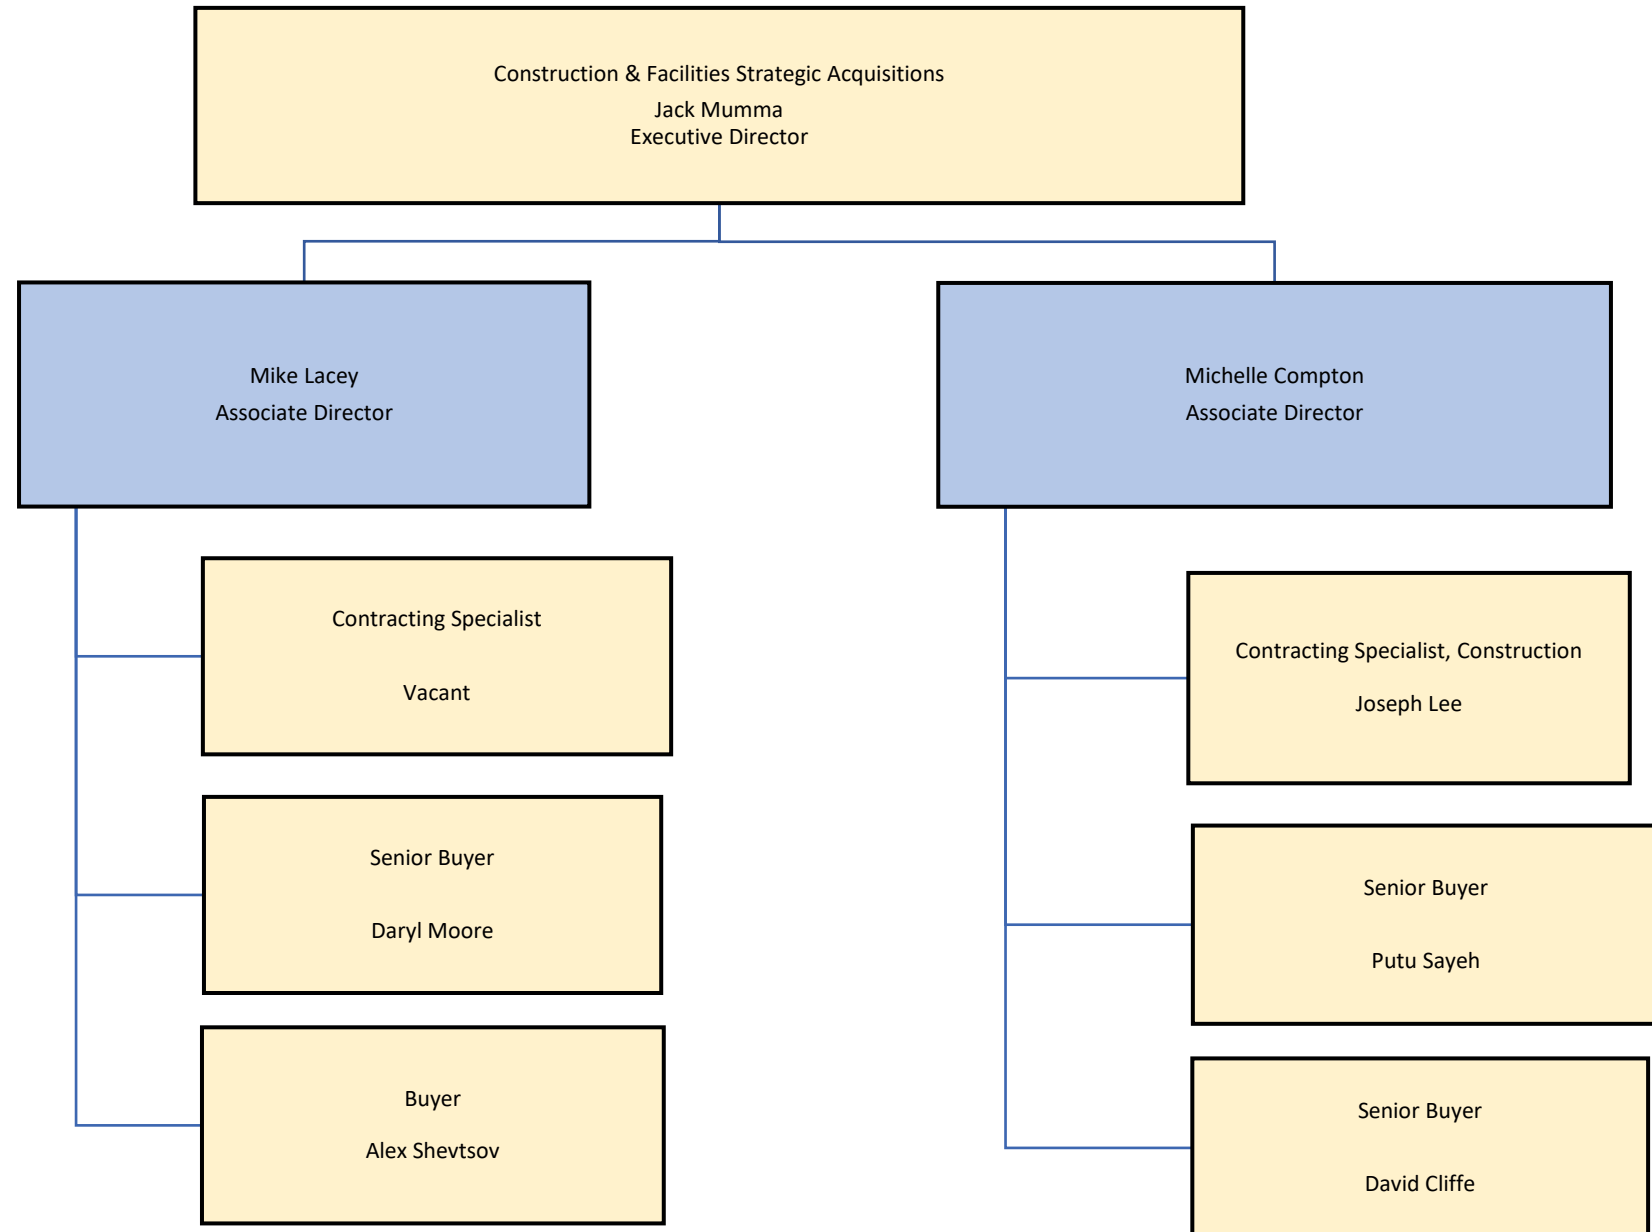 Construction & Facilities Strategic Acquisitions
Jack Mumma
Executive Director
Mike Lacey
Associate Director
Michelle Compton
Associate Director
Contracting Specialist
Vacant
Senior Buyer
Daryl Moore
Buyer
Alex Shevtsov
Contracting Specialist, Construction
Joseph Lee
Senior Buyer
Putu Sayeh
Senior Buyer
David Cliffe